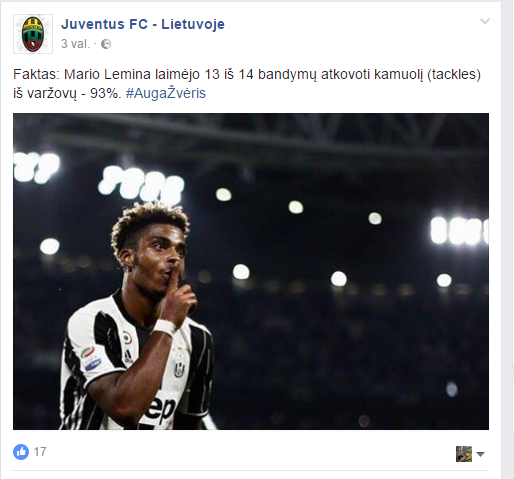 Juventus FC - Lietuvoje
3 val. ·
Faktas: Mario Lemina laimėjo 13 iš 14 bandymų atkovoti kamuolį (tackles)
iš varžovų - 93%. #AugaŽvėris
Jeep
17